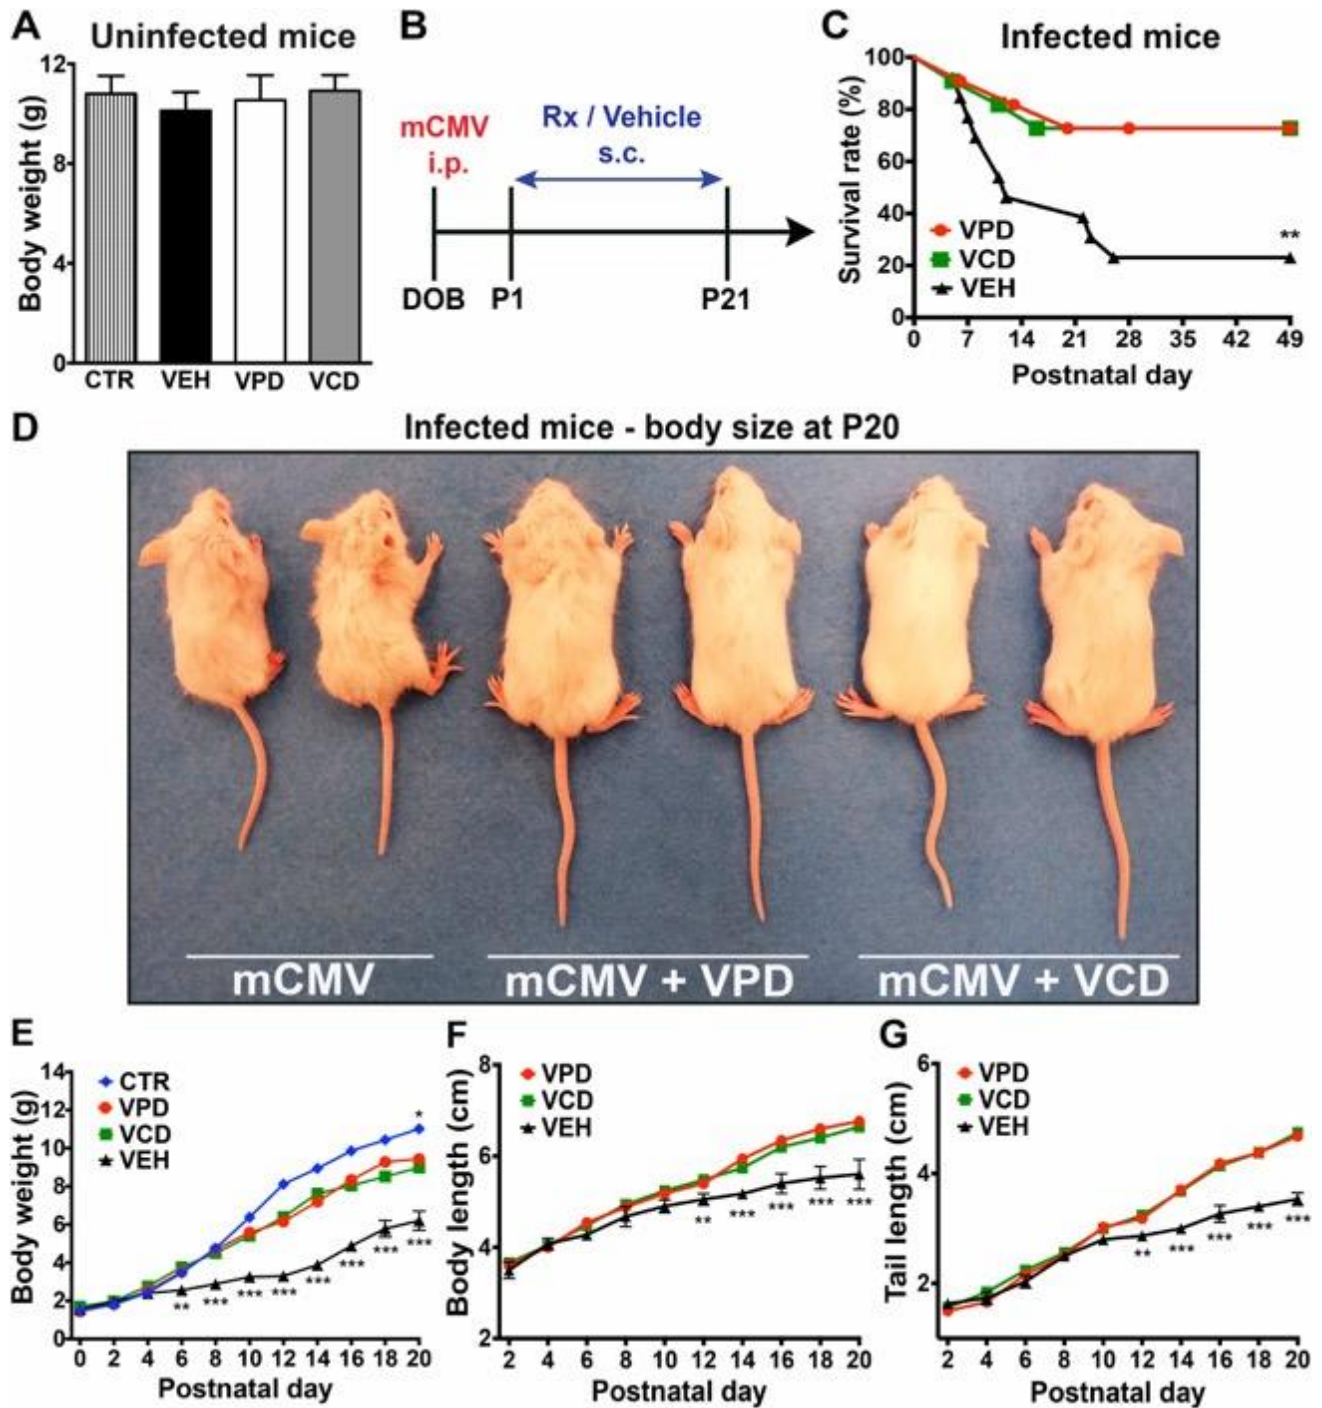 A
Uninfected mice
Body weight (g)
12
8
4
0
CTR VEH VPD VCD
B
mCMV
i.p.
Rx / Vehicle
s.c.
DOB P1 P21
C
Infected mice
Survival rate (%)
100
80
60
40
20
0
VPD
VCD
VEH
**
0 7 14 21 28 35 42 49
Postnatal day
D
Infected mice - body size at P20
mCMV mCMV + VPD mCMV + VCD
E
Body weight (g)
14
12
10
8
6
4
2
0
CTR
VPD
VCD
VEH
*
** *** *** *** *** *** *** ***
0 2 4 6 8 10 12 14 16 18 20
Postnatal day
F
Body length (cm)
8
6
4
2
VPD
VCD
VEH
** *** *** *** ***
2 4 6 8 10 12 14 16 18 20
Postnatal day
G
Tail length (cm)
6
4
2
VPD
VCD
VEH
** *** *** *** ***
2 4 6 8 10 12 14 16 18 20
Postnatal day